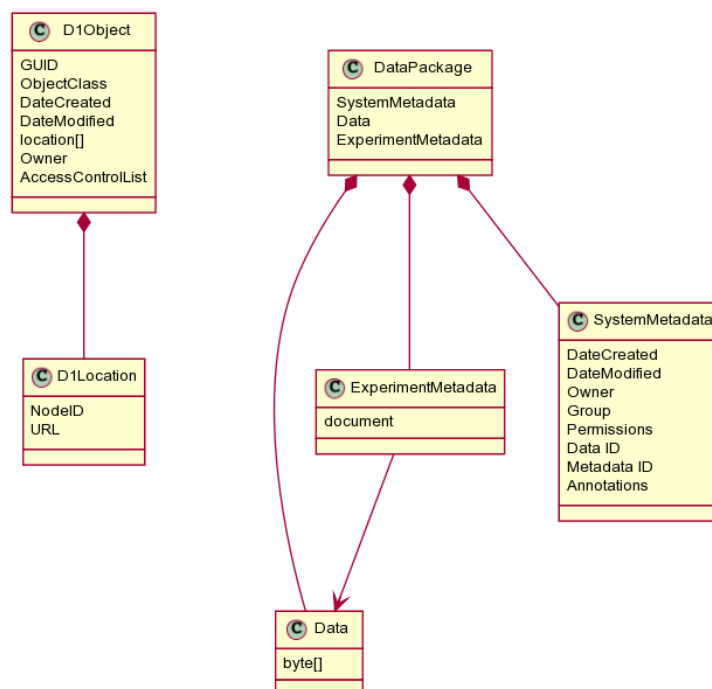 C D1Object
GUID
ObjectClass
DateCreated
DateModified
location[]
Owner
AccessControlList
C DataPackage
SystemMetadata
Data
ExperimentMetadata
C D1Location
NodeID
URL
C ExperimentMetadata
document
C SystemMetadata
DateCreated
DateModified
Owner
Group
Permissions
Data ID
Metadata ID
Annotations
C Data
byte[]